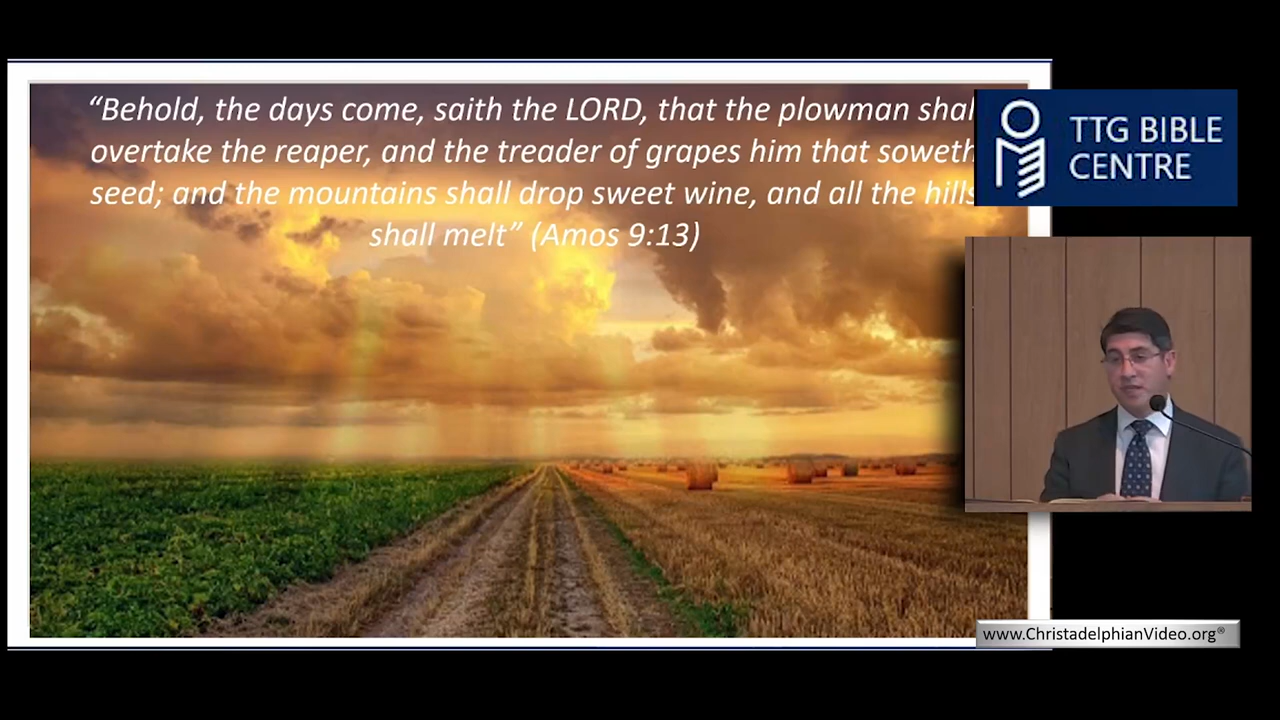 “Behold, the days come, saith the LORD, that the plowman shal
overtake the reaper, and the treader of grapes him that soweth
seed; and the mountains shall drop sweet wine, and all the hills
shall melt” (Amos 9:13)
TTG BIBLE
CENTRE
www.ChristadelphianVideo.org®